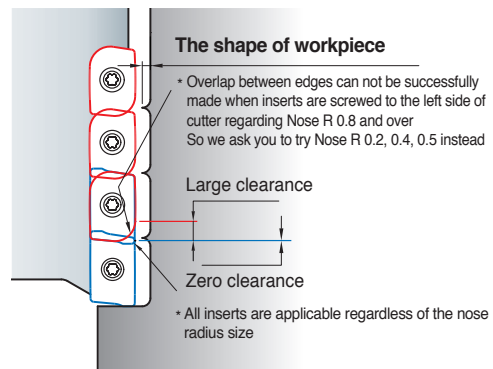 The shape of workpiece
* Overlap between edges can not be successfully
made when inserts are screwed to the left side of
cutter regarding Nose R 0.8 and over
So we ask you to try Nose R 0.2, 0.4, 0.5 instead
Large clearance
Zero clearance
* All inserts are applicable regardless of the nose
radius size